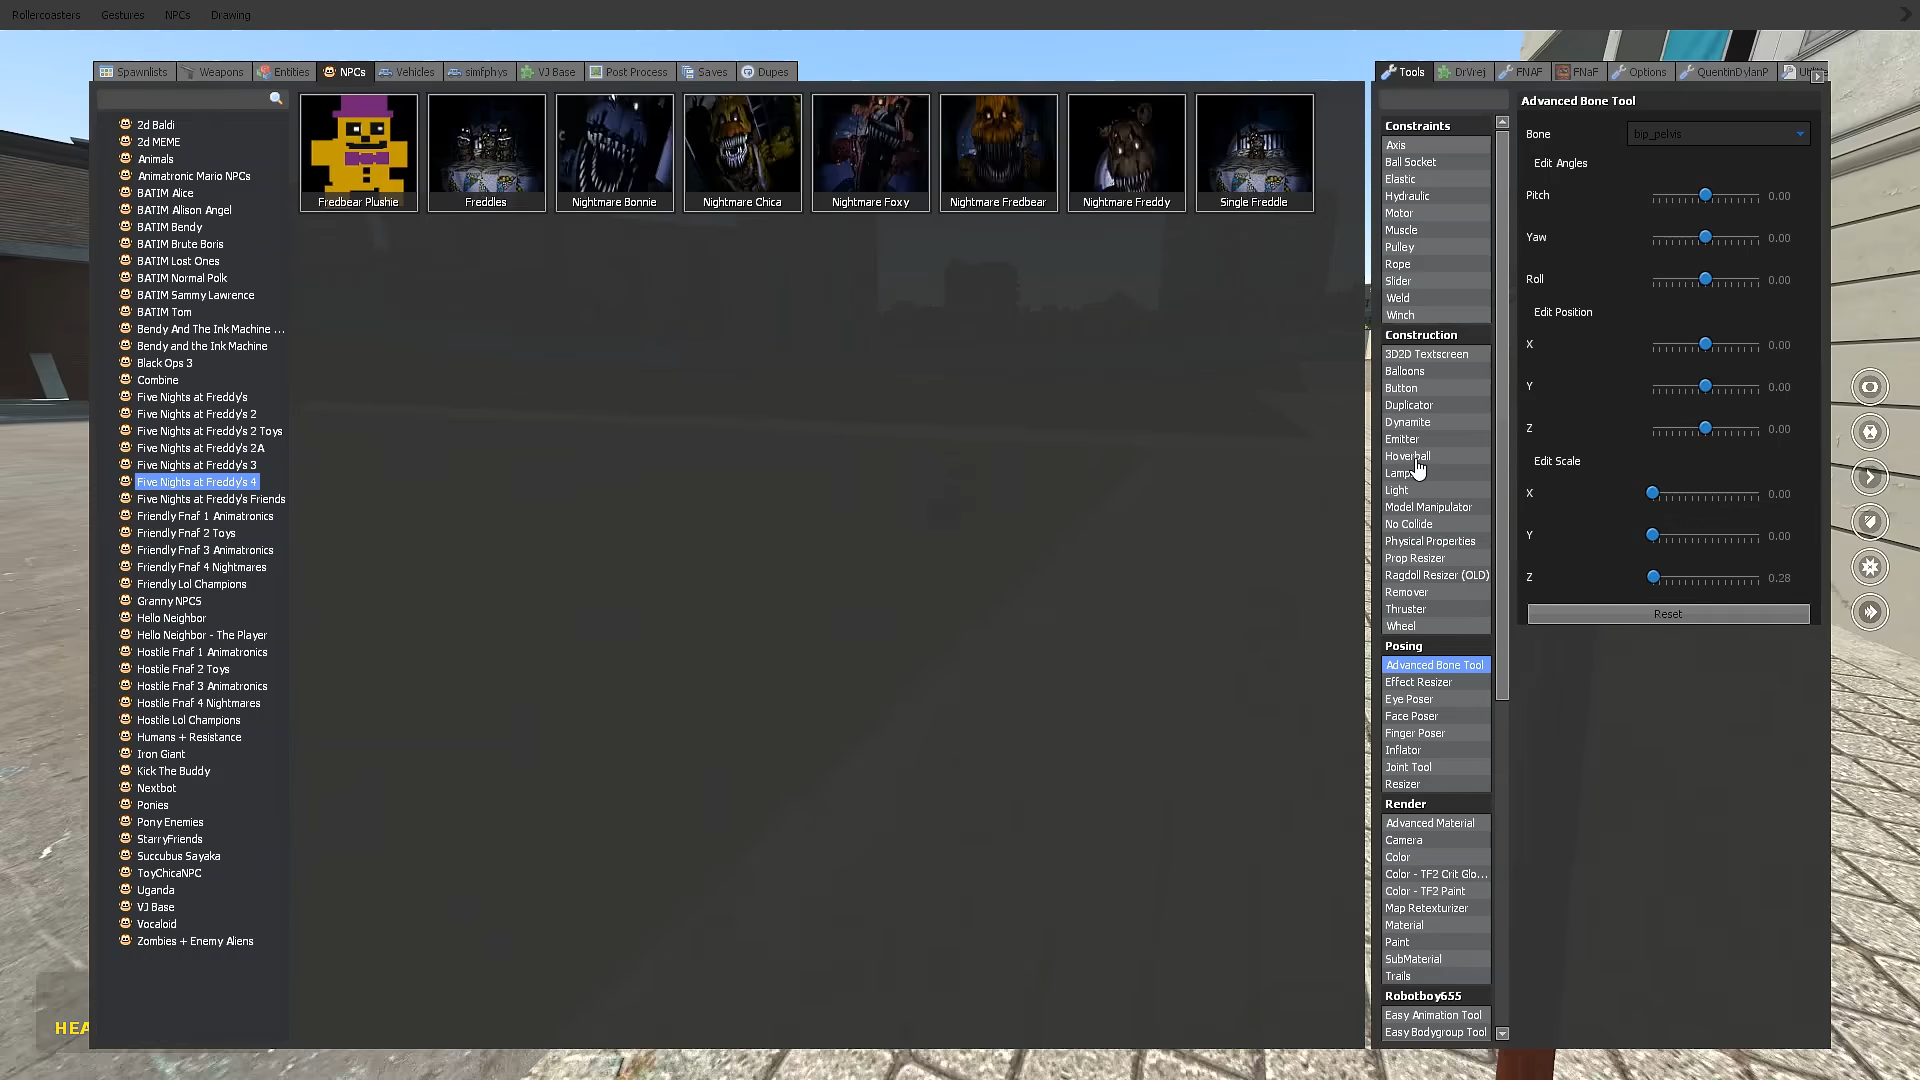 Rollercoasters Gestures NPCs Drawing
Spawnlists Weapons Entities NPCs Vehicles simfphys VJ Base Post Process Saves Dupes
2d Baldi
2d MEME
Animals
Animatronic Mario NPCs
BATIM Alice
BATIM Allison Angel
BATIM Bendy
BATIM Brute Boris
BATIM Lost Ones
BATIM Normal Polk
BATIM Sammy Lawrence
BATIM Tom
Bendy And The Ink Machine ...
Bendy and the Ink Machine
Black Ops 3
Combine
Five Nights at Freddy's
Five Nights at Freddy's 2
Five Nights at Freddy's 2 Toys
Five Nights at Freddy's 2A
Five Nights at Freddy's 3
Five Nights at Freddy's 4
Five Nights at Freddy's Friends
Friendly Fnaf 1 Animatronics
Friendly Fnaf 2 Toys
Friendly Fnaf 3 Animatronics
Friendly Fnaf 4 Nightmares
Friendly Lol Champions
Granny NPCS
Hello Neighbor
Hello Neighbor - The Player
Hostile Fnaf 1 Animatronics
Hostile Fnaf 2 Toys
Hostile Fnaf 3 Animatronics
Hostile Fnaf 4 Nightmares
Hostile Lol Champions
Humans + Resistance
Iron Giant
Kick The Buddy
Nextbot
Ponies
Pony Enemies
StarryFriends
Succubus Sayaka
ToyChicaNPC
Uganda
VJ Base
Vocaloid
Zombies + Enemy Aliens
HEA
Fredbear Plushie Freddles Nightmare Bonnie Nightmare Chica Nightmare Foxy Nightmare Fredbear Nightmare Freddy Single Freddle
Tools DrVrej FNAF FNaF Options QuentinDylanP
Constraints
Axis
Ball Socket
Elastic
Hydraulic
Motor
Muscle
Pulley
Rope
Slider
Weld
Winch
Construction
3D2D Textscreen
Balloons
Button
Duplicator
Dynamite
Emitter
Hoverball
Lamps
Light
Model Manipulator
No Collide
Physical Properties
Prop Resizer
Ragdoll Resizer (OLD)
Remover
Thruster
Wheel
Posing
Advanced Bone Tool
Effect Resizer
Eye Poser
Face Poser
Finger Poser
Inflator
Joint Tool
Resizer
Render
Advanced Material
Camera
Color
Color - TF2 Crit Glo...
Color - TF2 Paint
Map Retexturizer
Material
Paint
SubMaterial
Trails
Robotboy655
Easy Animation Tool
Easy Bodygroup Tool
Advanced Bone Tool
Bone bip_pelvis
Edit Angles
Pitch 0.00
Yaw 0.00
Roll 0.00
Edit Position
X 0.00
Y 0.00
Z 0.00
Edit Scale
X 0.00
Y 0.00
Z 0.28
Reset